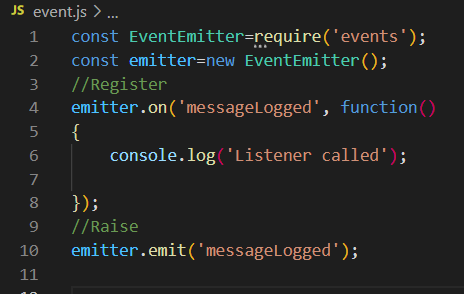 JS event.js > ...
1 const EventEmitter=require('events');
2 const emitter=new EventEmitter();
3 //Register
4 emitter.on('messageLogged', function()
5 {
6     console.log('Listener called');
7
8 });
9 //Raise
10 emitter.emit('messageLogged');
11